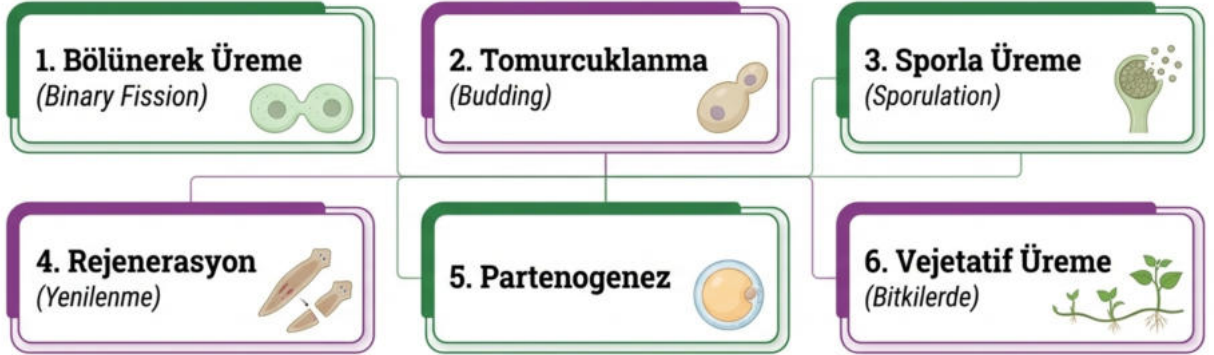 1. Bölünerek Üreme
(Binary Fission)
2. Tomurcuklanma
(Budding)
3. Sporla Üreme
(Sporulation)
4. Rejenerasyon
(Yenilenme)
5. Partenogenez
6. Vejetatif Üreme
(Bitkilerde)